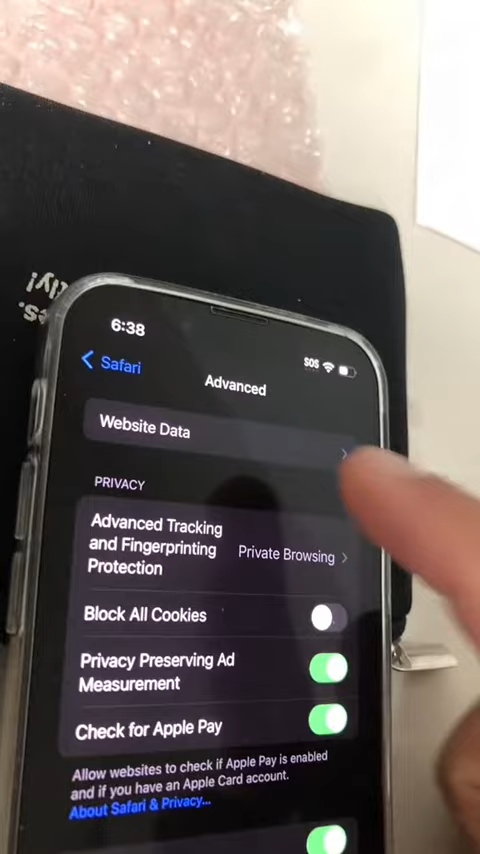 6:38
SOS
Safari
Advanced
Website Data
PRIVACY
Advanced Tracking
and Fingerprinting
Protection
Private Browsing
Block All Cookies
Privacy Preserving Ad
Measurement
Check for Apple Pay
Allow websites to check if Apple Pay is enabled
and if you have an Apple Card account.
About Safari & Privacy...